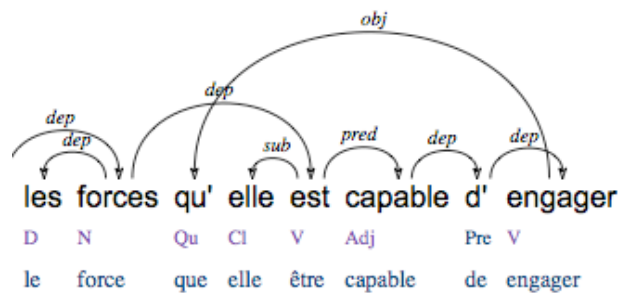 obj
dep dep
dep sub pred dep dep
les forces qu' elle est capable d' engager
D N Qu Cl V Adj Pre V
le force que elle être capable de engager